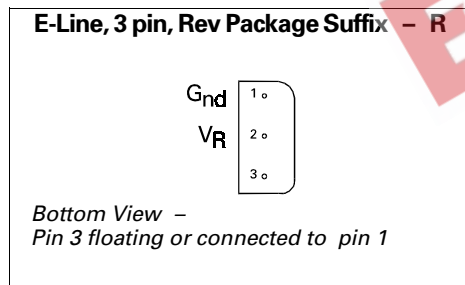 E-Line, 3 pin, Rev Package Suffix – R
Gnd 1
VR 2
3
Bottom View –
Pin 3 floating or connected to pin 1